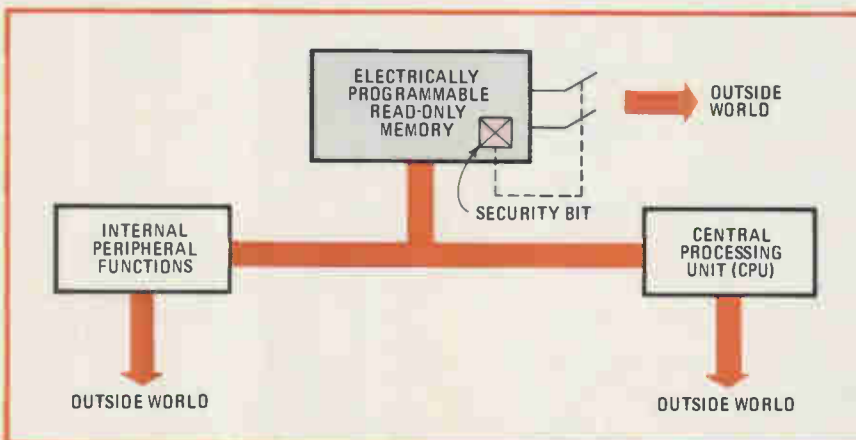 ELECTRICALLY
PROGRAMMABLE
READ-ONLY
MEMORY
OUTSIDE
WORLD
SECURITY BIT
INTERNAL
PERIPHERAL
FUNCTIONS
CENTRAL
PROCESSING
UNIT (CPU)
OUTSIDE WORLD
OUTSIDE WORLD